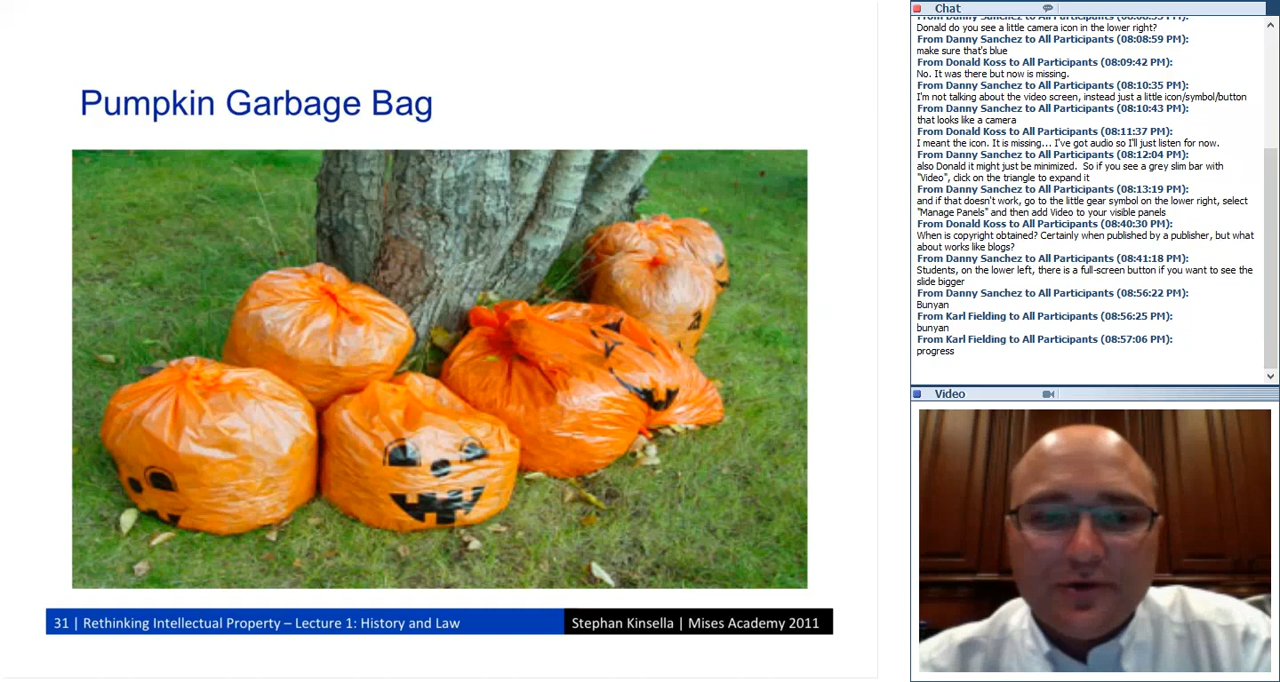 Pumpkin Garbage Bag
31 | Rethinking Intellectual Property – Lecture 1: History and Law
Stephan Kinsella | Mises Academy 2011
Chat
From Danny Sanchez to All Participants (08:08:53 PM):
Donald do you see a little camera icon in the lower right?
From Danny Sanchez to All Participants (08:08:59 PM):
make sure that's blue
From Donald Koss to All Participants (08:09:42 PM):
No. It was there but now is missing.
From Danny Sanchez to All Participants (08:10:35 PM):
I'm not talking about the video screen, instead just a little icon/symbol/button
From Danny Sanchez to All Participants (08:10:43 PM):
that looks like a camera
From Donald Koss to All Participants (08:11:37 PM):
I meant the icon. It is missing... I've got audio so I'll just listen for now.
From Danny Sanchez to All Participants (08:12:04 PM):
also Donald it might just be minimized.  So if you see a grey slim bar with
"Video", click on the triangle to expand it
From Danny Sanchez to All Participants (08:13:19 PM):
and if that doesn't work, go to the little gear symbol on the lower right, select
"Manage Panels" and then add Video to your visible panels
From Donald Koss to All Participants (08:40:30 PM):
When is copyright obtained? Certainly when published by a publisher, but what
about works like blogs?
From Danny Sanchez to All Participants (08:41:18 PM):
Students, on the lower left, there is a full-screen button if you want to see the
slide bigger
From Danny Sanchez to All Participants (08:56:22 PM):
Bunyan
From Karl Fielding to All Participants (08:56:25 PM):
bunyan
From Karl Fielding to All Participants (08:57:06 PM):
progress
Video